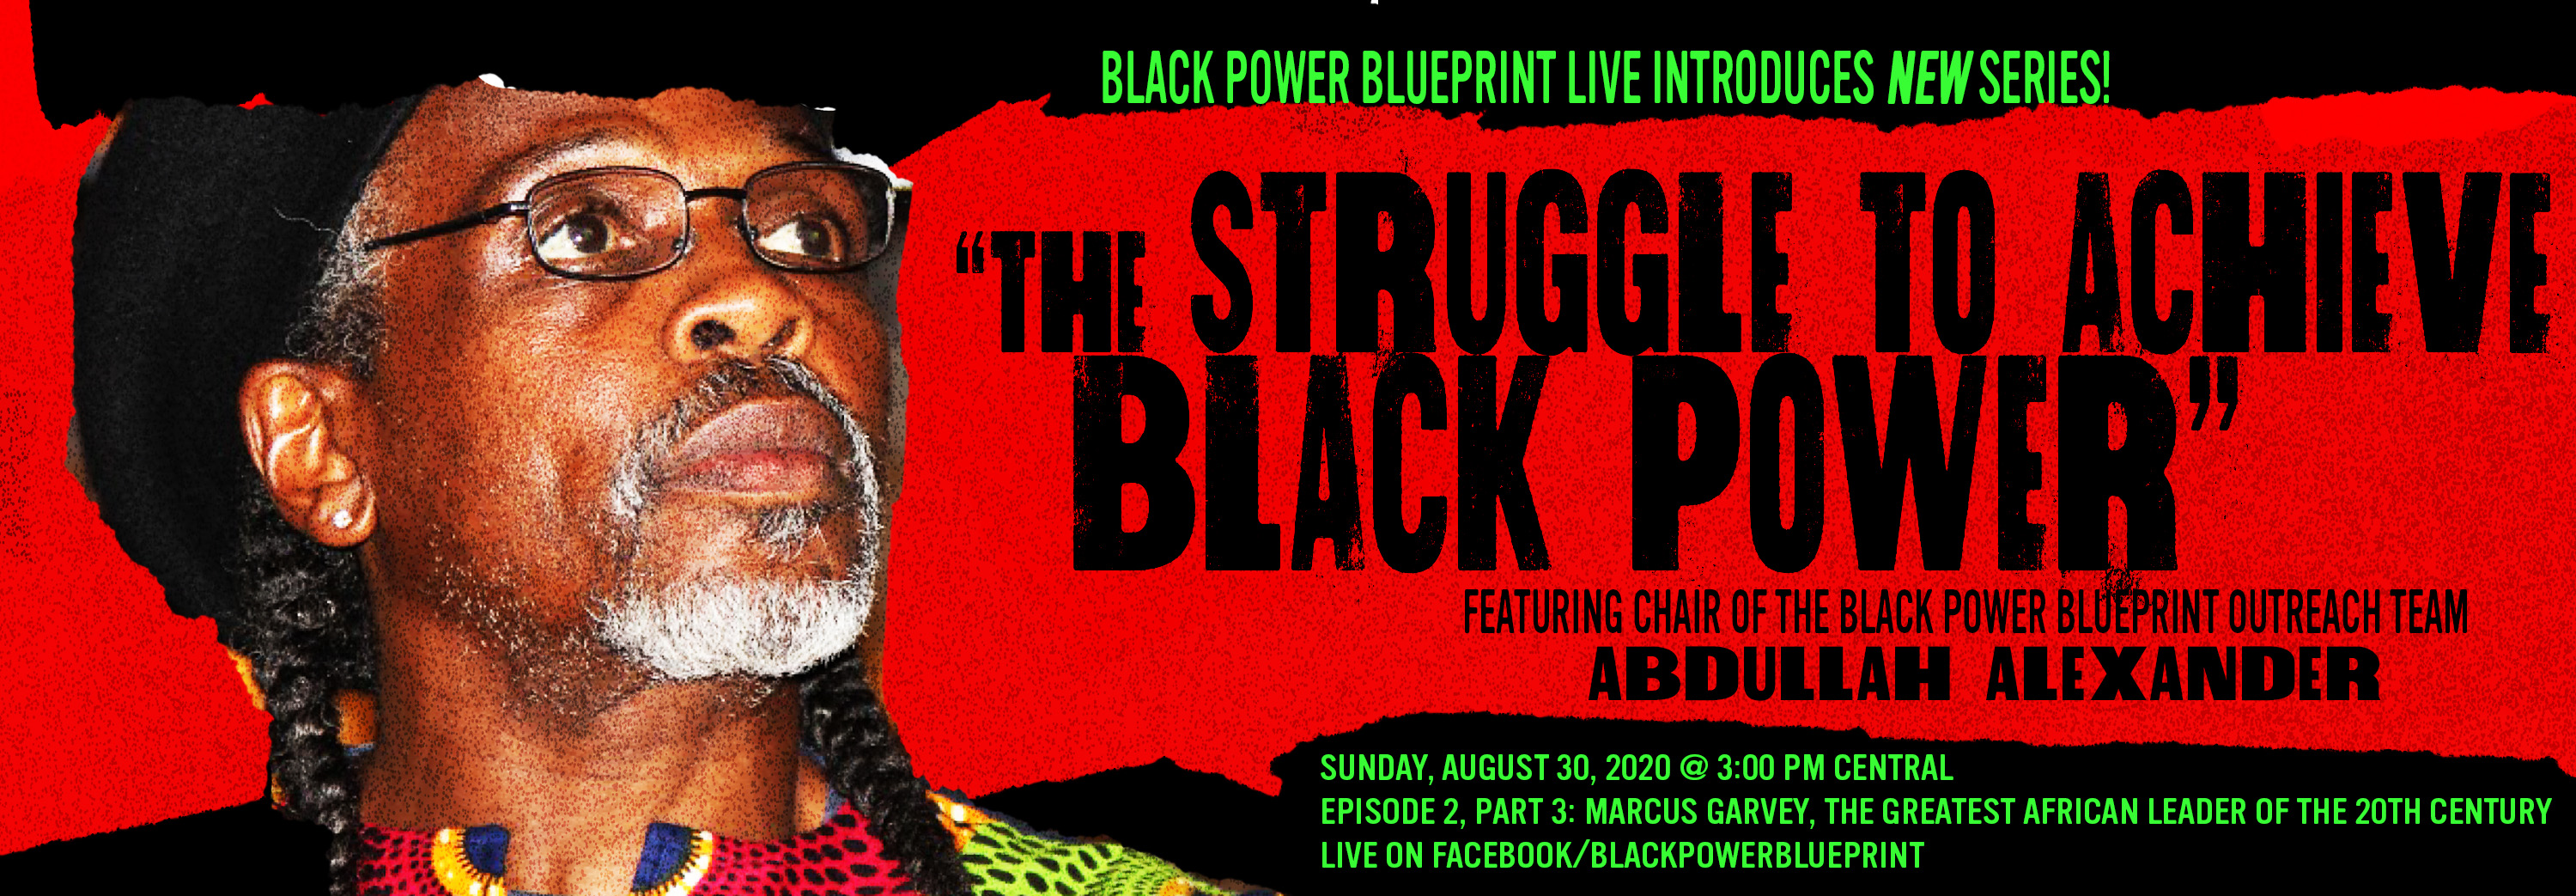 BLACK POWER BLUEPRINT LIVE INTRODUCES NEW SERIES!
“THE STRUGGLE TO ACHIEVE
BLACK POWER”
FEATURING CHAIR OF THE BLACK POWER BLUEPRINT OUTREACH TEAM
ABDULLAH ALEXANDER
SUNDAY, AUGUST 30, 2020 @ 3:00 PM CENTRAL
EPISODE 2, PART 3: MARCUS GARVEY, THE GREATEST AFRICAN LEADER OF THE 20TH CENTURY
LIVE ON FACEBOOK/BLACKPOWERBLUEPRINT